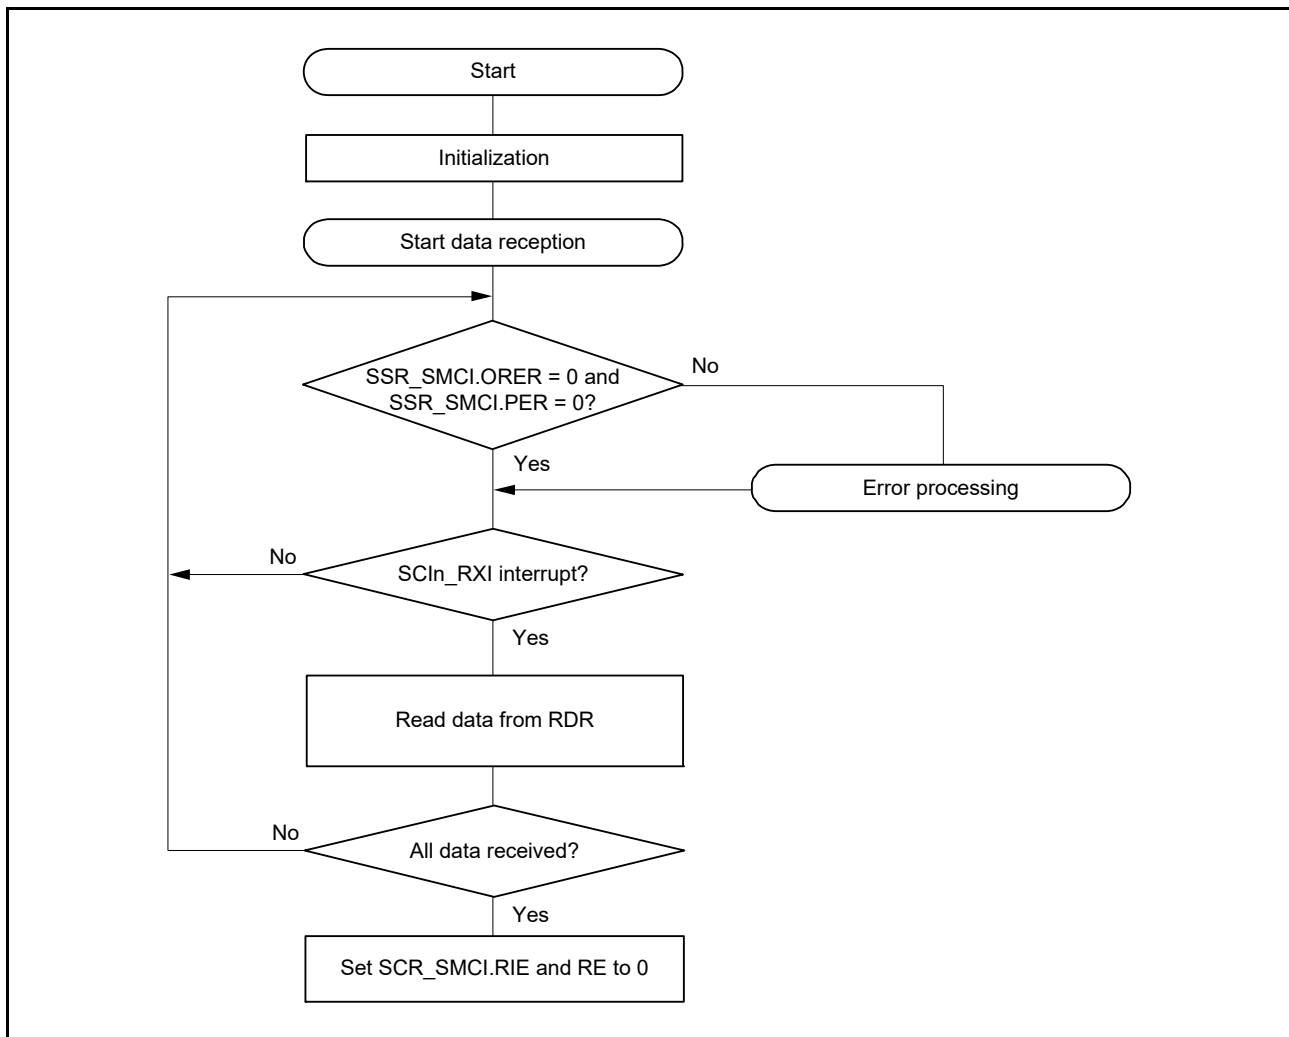 Start
Initialization
Start data reception
SSR_SMCI.ORER = 0 and
SSR_SMCI.PER = 0?
No
Yes
Error processing
No
SCIn_RXI interrupt?
Yes
Read data from RDR
No
All data received?
Yes
Set SCR_SMCI.RIE and RE to 0